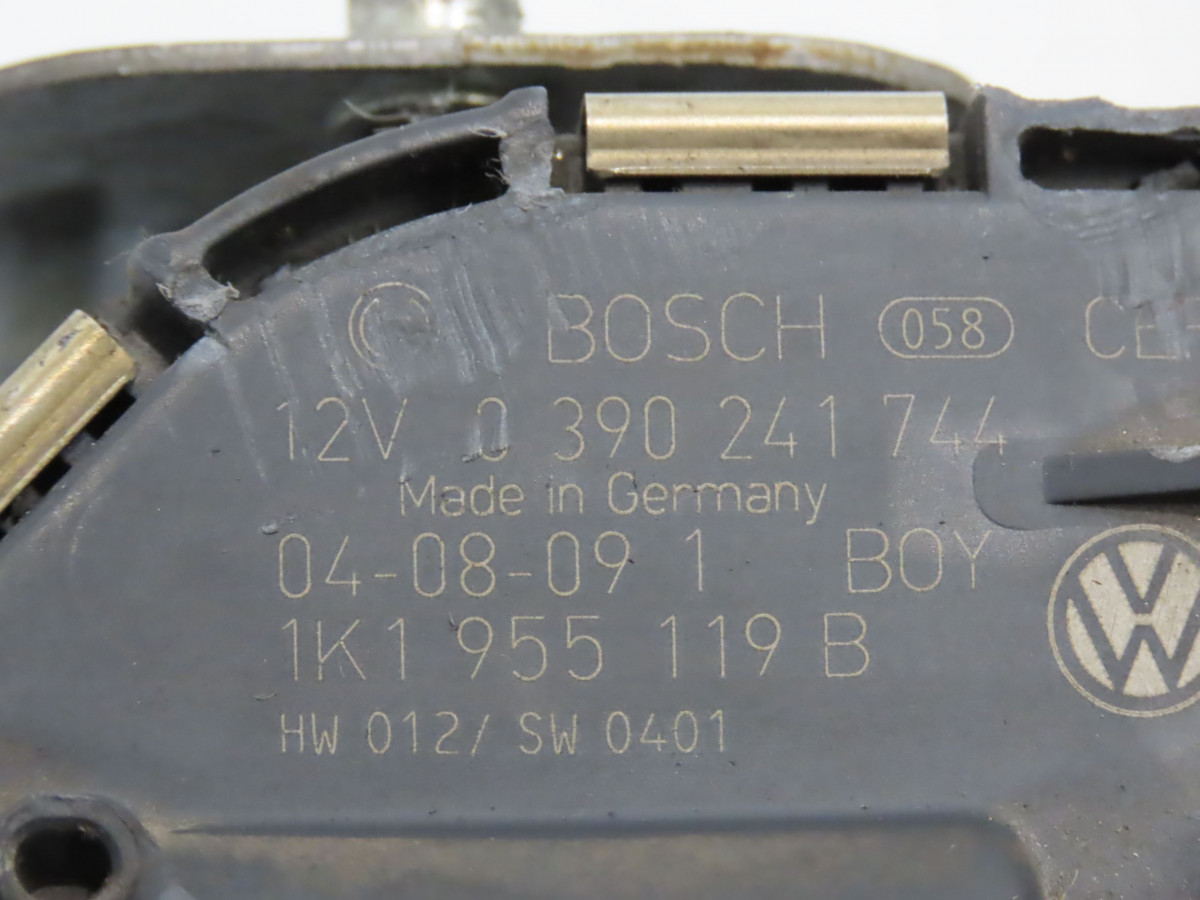 BOSCH 058
12V 0 390 241 744
Made in Germany
04-08-09 1 BOY
1K1 955 119 B
HW 012/ SW 0401